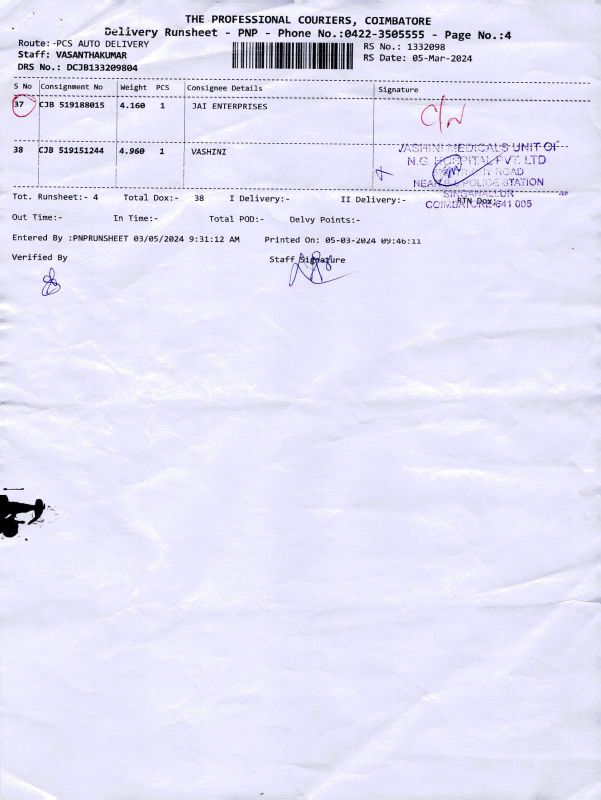 THE PROFESSIONAL COURIERS, COIMBATORE
Delivery Runsheet - PNP - Phone No.:0422-3505555 - Page No.:4
Route:-PCS AUTO DELIVERY
RS No.: 1332098
Staff: VASANTHAKUMAR
RS Date: 05-Mar-2024
DRS No.: DCJB133209804
S No Consignment No Weight PCS Consignee Details Signature
37 CJB 519188015 4.160 1 JAI ENTERPRISES
38 CJB 519151244 4.960 1 VASHINI
VASHINI MEDICALS UNIT OF
N.G HOSPITAL PVT. LTD
ROAD
NEAR POLICE STATION
SINGANALLUR
COIMBATORE-641 005
Tot. Runsheet:- 4 Total Dox:- 38 I Delivery:- II Delivery:- RTN Dox:
Out Time:- In Time:- Total POD:- Delvy Points:-
Entered By :PNPRUNSHEET 03/05/2024 9:31:12 AM Printed On: 05-03-2024 09:46:11
Verified By Staff Signature